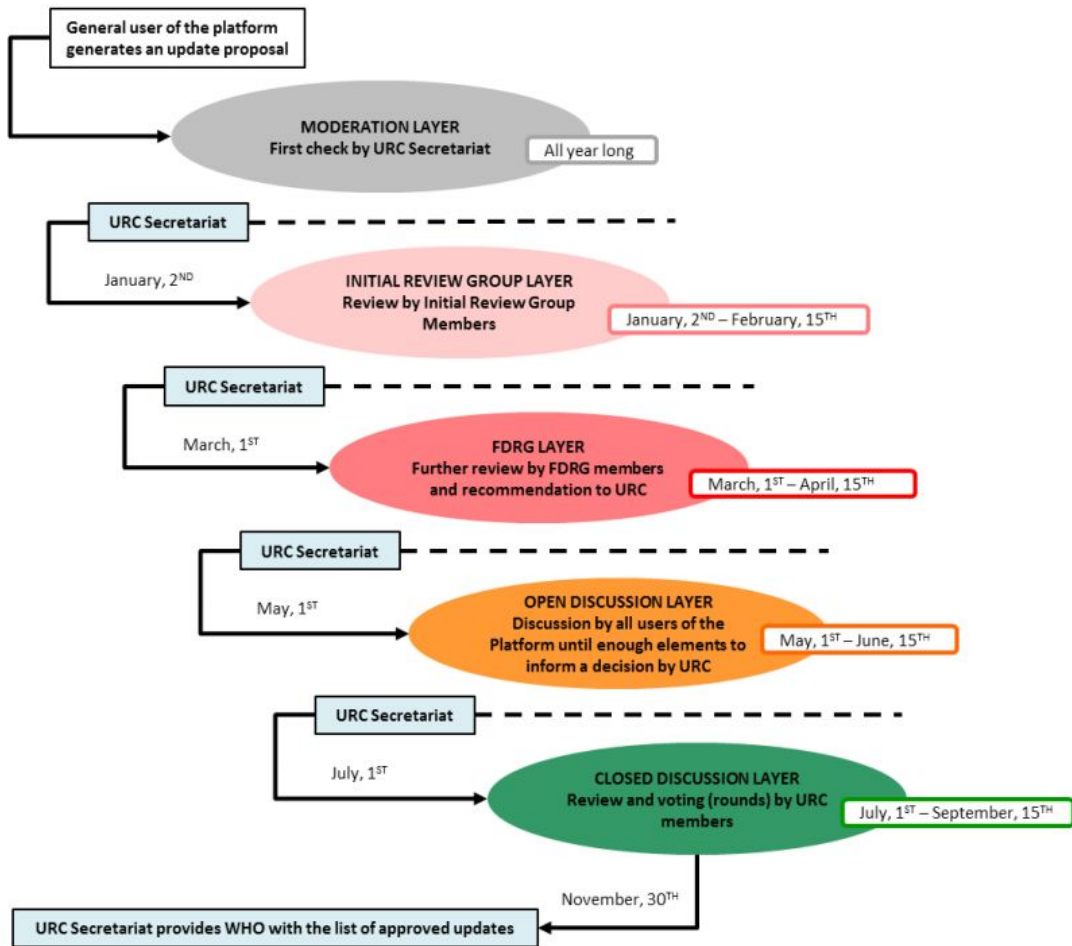 General user of the platform
generates an update proposal
MODERATION LAYER
First check by URC Secretariat
All year long
URC Secretariat
January, 2ND
INITIAL REVIEW GROUP LAYER
Review by Initial Review Group
Members
January, 2ND – February, 15TH
URC Secretariat
March, 1ST
FDRG LAYER
Further review by FDRG members
and recommendation to URC
March, 1ST – April, 15TH
URC Secretariat
May, 1ST
OPEN DISCUSSION LAYER
Discussion by all users of the
Platform until enough elements to
inform a decision by URC
May, 1ST – June, 15TH
URC Secretariat
July, 1ST
CLOSED DISCUSSION LAYER
Review and voting (rounds) by URC
members
July, 1ST – September, 15TH
November, 30TH
URC Secretariat provides WHO with the list of approved updates